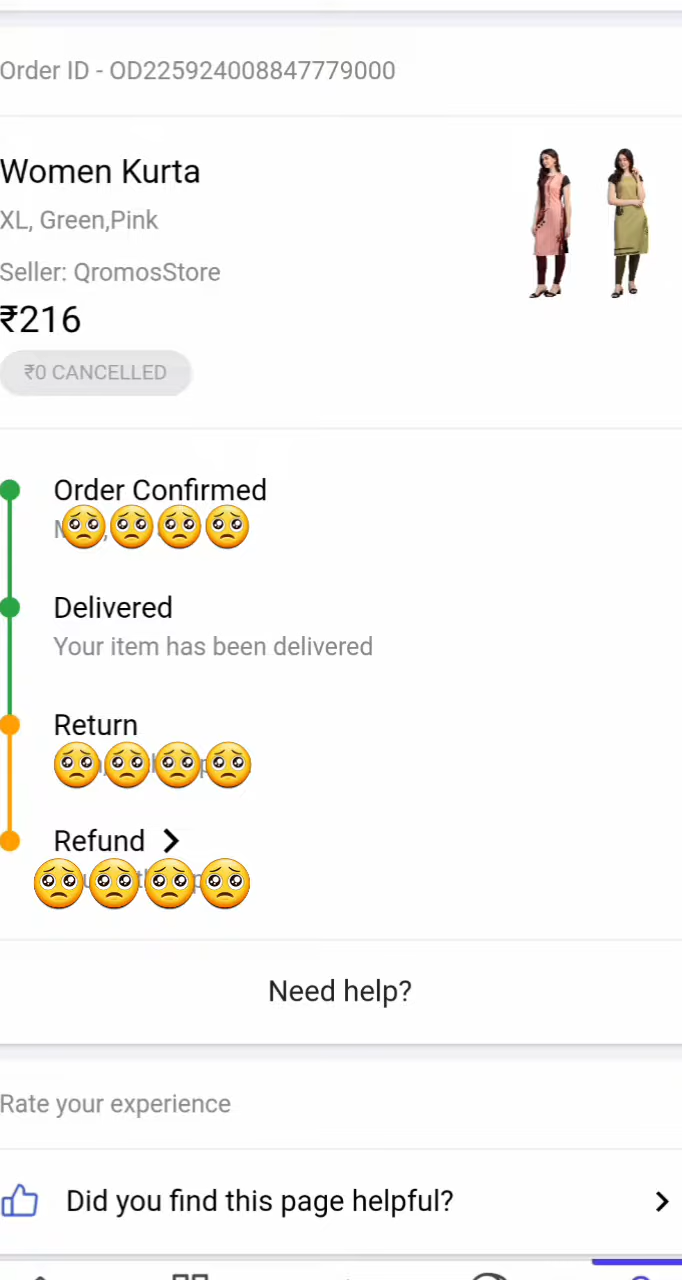 Order ID - OD225924008847779000
Women Kurta
XL, Green,Pink
Seller: QromosStore
₹216
₹0 CANCELLED
Order Confirmed
Delivered
Your item has been delivered
Return
Refund
Need help?
Rate your experience
Did you find this page helpful?